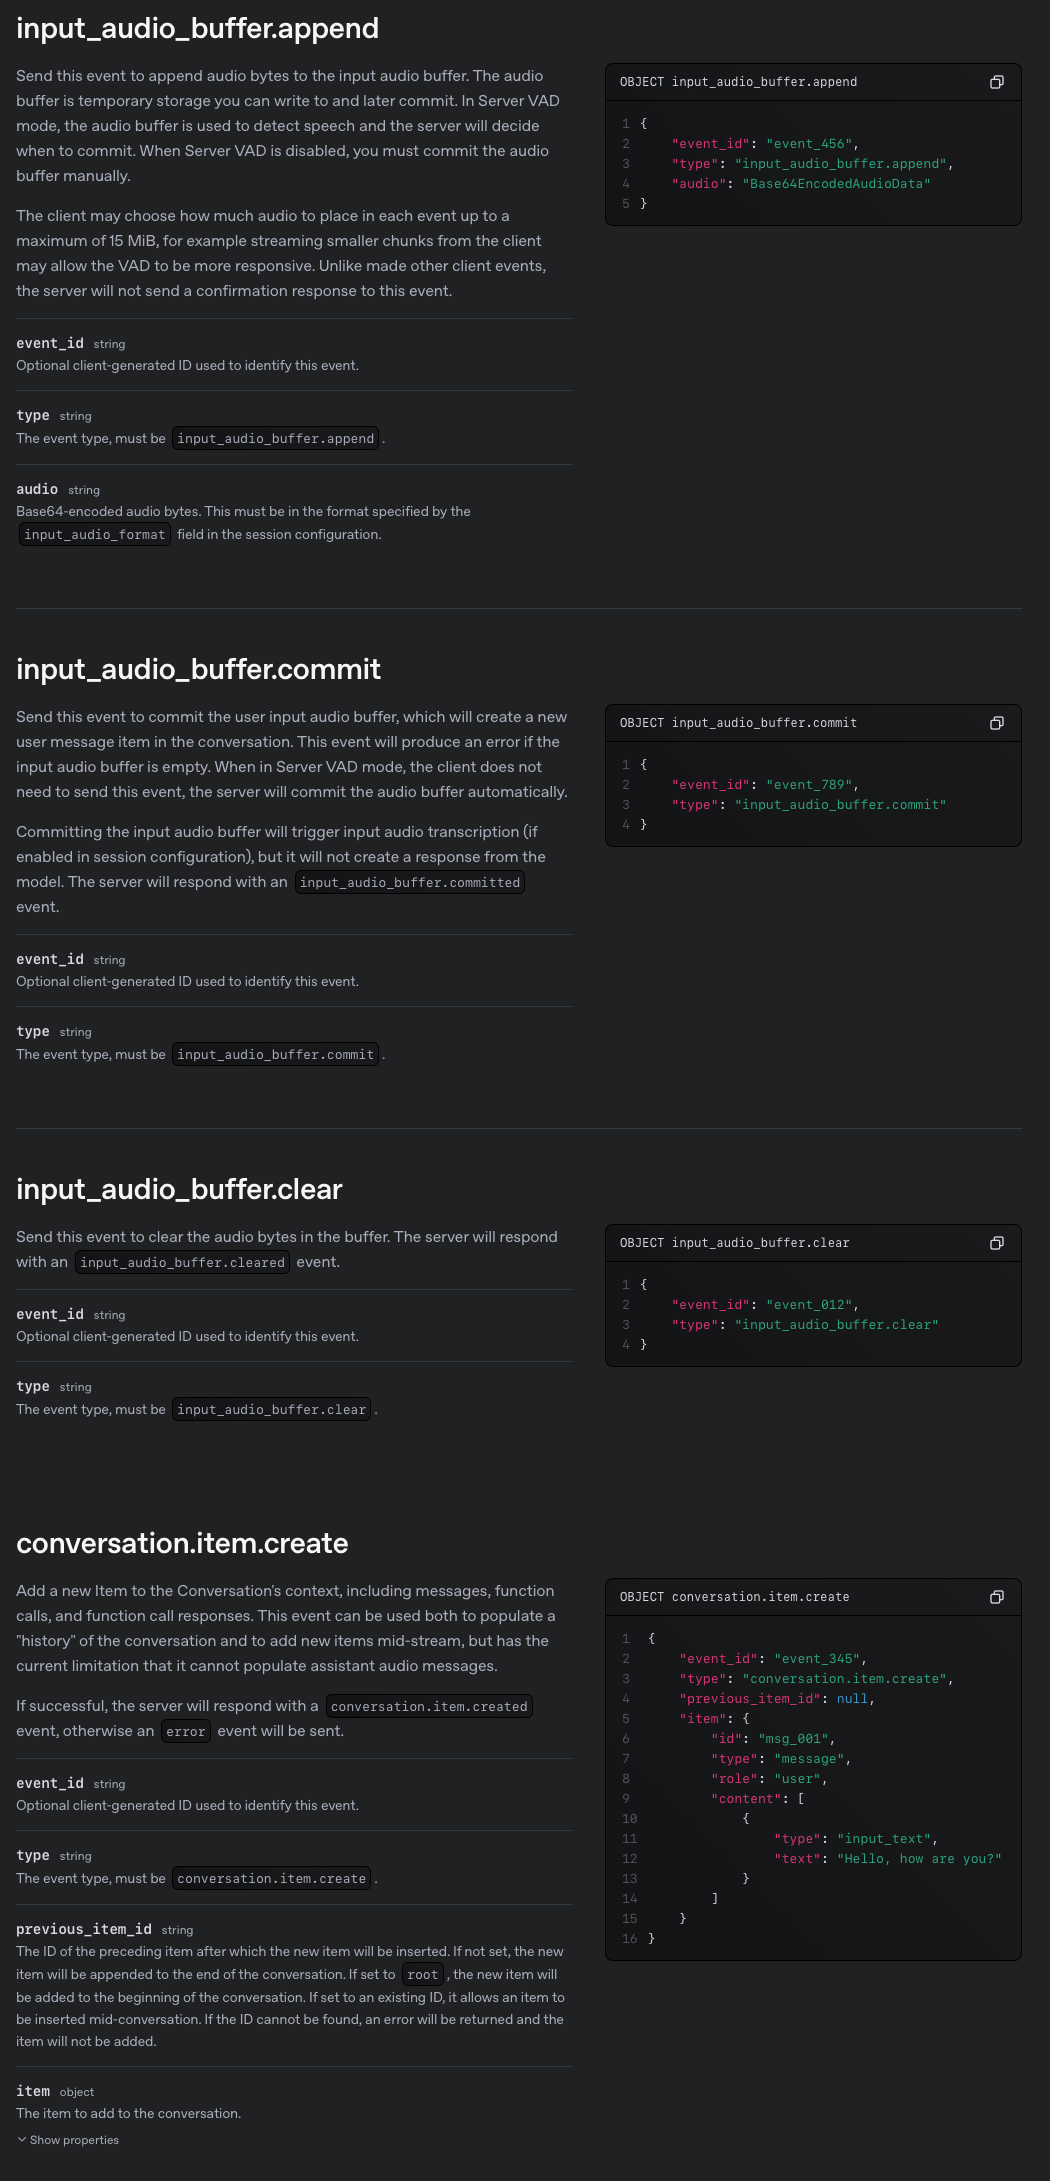 input_audio_buffer.append
Send this event to append audio bytes to the input audio buffer. The audio
buffer is temporary storage you can write to and later commit. In Server VAD
mode, the audio buffer is used to detect speech and the server will decide
when to commit. When Server VAD is disabled, you must commit the audio
buffer manually.
The client may choose how much audio to place in each event up to a
maximum of 15 MiB, for example streaming smaller chunks from the client
may allow the VAD to be more responsive. Unlike made other client events,
the server will not send a confirmation response to this event.
event_id string
Optional client-generated ID used to identify this event.
type string
The event type, must be input_audio_buffer.append .
audio string
Base64-encoded audio bytes. This must be in the format specified by the
input_audio_format field in the session configuration.
OBJECT input_audio_buffer.append
1 {
2 "event_id": "event_456",
3 "type": "input_audio_buffer.append",
4 "audio": "Base64EncodedAudioData"
5 }
input_audio_buffer.commit
Send this event to commit the user input audio buffer, which will create a new
user message item in the conversation. This event will produce an error if the
input audio buffer is empty. When in Server VAD mode, the client does not
need to send this event, the server will commit the audio buffer automatically.
Committing the input audio buffer will trigger input audio transcription (if
enabled in session configuration), but it will not create a response from the
model. The server will respond with an input_audio_buffer.committed
event.
event_id string
Optional client-generated ID used to identify this event.
type string
The event type, must be input_audio_buffer.commit .
OBJECT input_audio_buffer.commit
1 {
2 "event_id": "event_789",
3 "type": "input_audio_buffer.commit"
4 }
input_audio_buffer.clear
Send this event to clear the audio bytes in the buffer. The server will respond
with an input_audio_buffer.cleared event.
event_id string
Optional client-generated ID used to identify this event.
type string
The event type, must be input_audio_buffer.clear .
OBJECT input_audio_buffer.clear
1 {
2 "event_id": "event_012",
3 "type": "input_audio_buffer.clear"
4 }
conversation.item.create
Add a new Item to the Conversation's context, including messages, function
calls, and function call responses. This event can be used both to populate a
"history" of the conversation and to add new items mid-stream, but has the
current limitation that it cannot populate assistant audio messages.
If successful, the server will respond with a conversation.item.created
event, otherwise an error event will be sent.
event_id string
Optional client-generated ID used to identify this event.
type string
The event type, must be conversation.item.create .
previous_item_id string
The ID of the preceding item after which the new item will be inserted. If not set, the new
item will be appended to the end of the conversation. If set to root , the new item will
be added to the beginning of the conversation. If set to an existing ID, it allows an item to
be inserted mid-conversation. If the ID cannot be found, an error will be returned and the
item will not be added.
item object
The item to add to the conversation.
Show properties
OBJECT conversation.item.create
1 {
2 "event_id": "event_345",
3 "type": "conversation.item.create",
4 "previous_item_id": null,
5 "item": {
6 "id": "msg_001",
7 "type": "message",
8 "role": "user",
9 "content": [
10 {
11 "type": "input_text",
12 "text": "Hello, how are you?"
13 }
14 ]
15 }
16 }